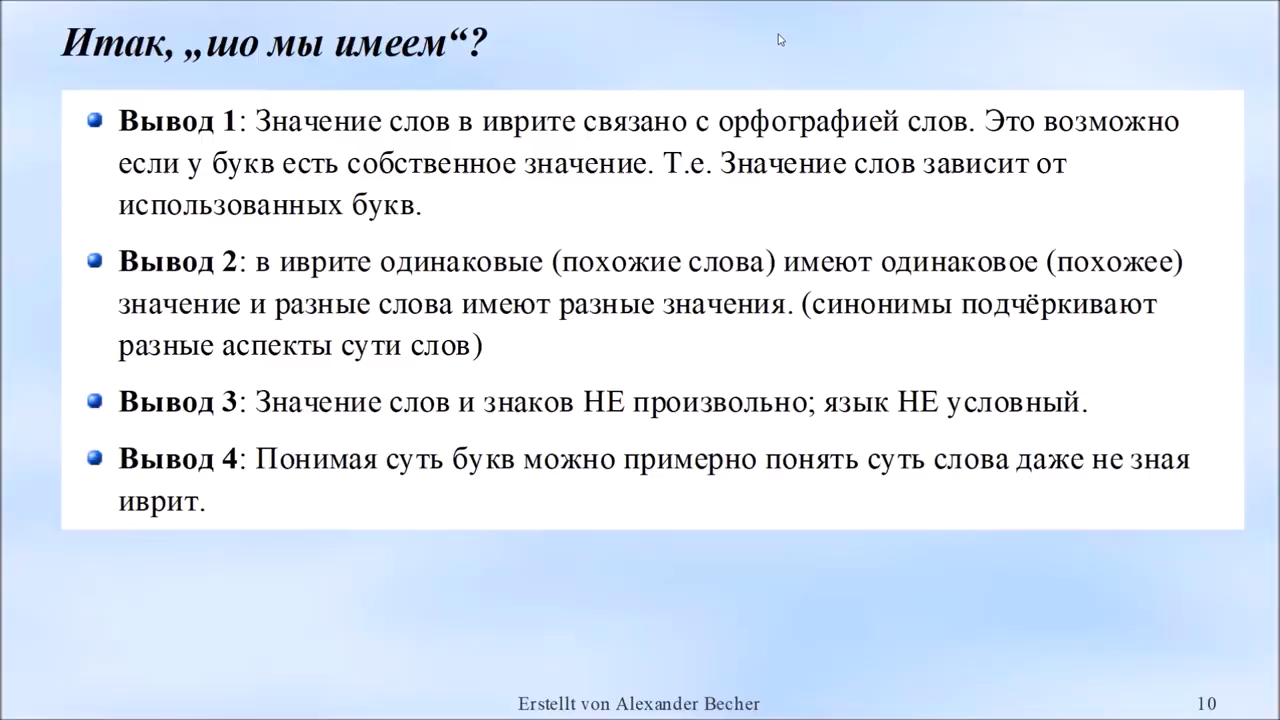 Итак, „шо мы имеем“?
Вывод 1: Значение слов в иврите связано с орфографией слов. Это возможно
если у букв есть собственное значение. Т.е. Значение слов зависит от
использованных букв.
Вывод 2: в иврите одинаковые (похожие слова) имеют одинаковое (похожее)
значение и разные слова имеют разные значения. (синонимы подчёркивают
разные аспекты сути слов)
Вывод 3: Значение слов и знаков НЕ произвольно; язык НЕ условный.
Вывод 4: Понимая суть букв можно примерно понять суть слова даже не зная
иврит.
Erstellt von Alexander Becher
10